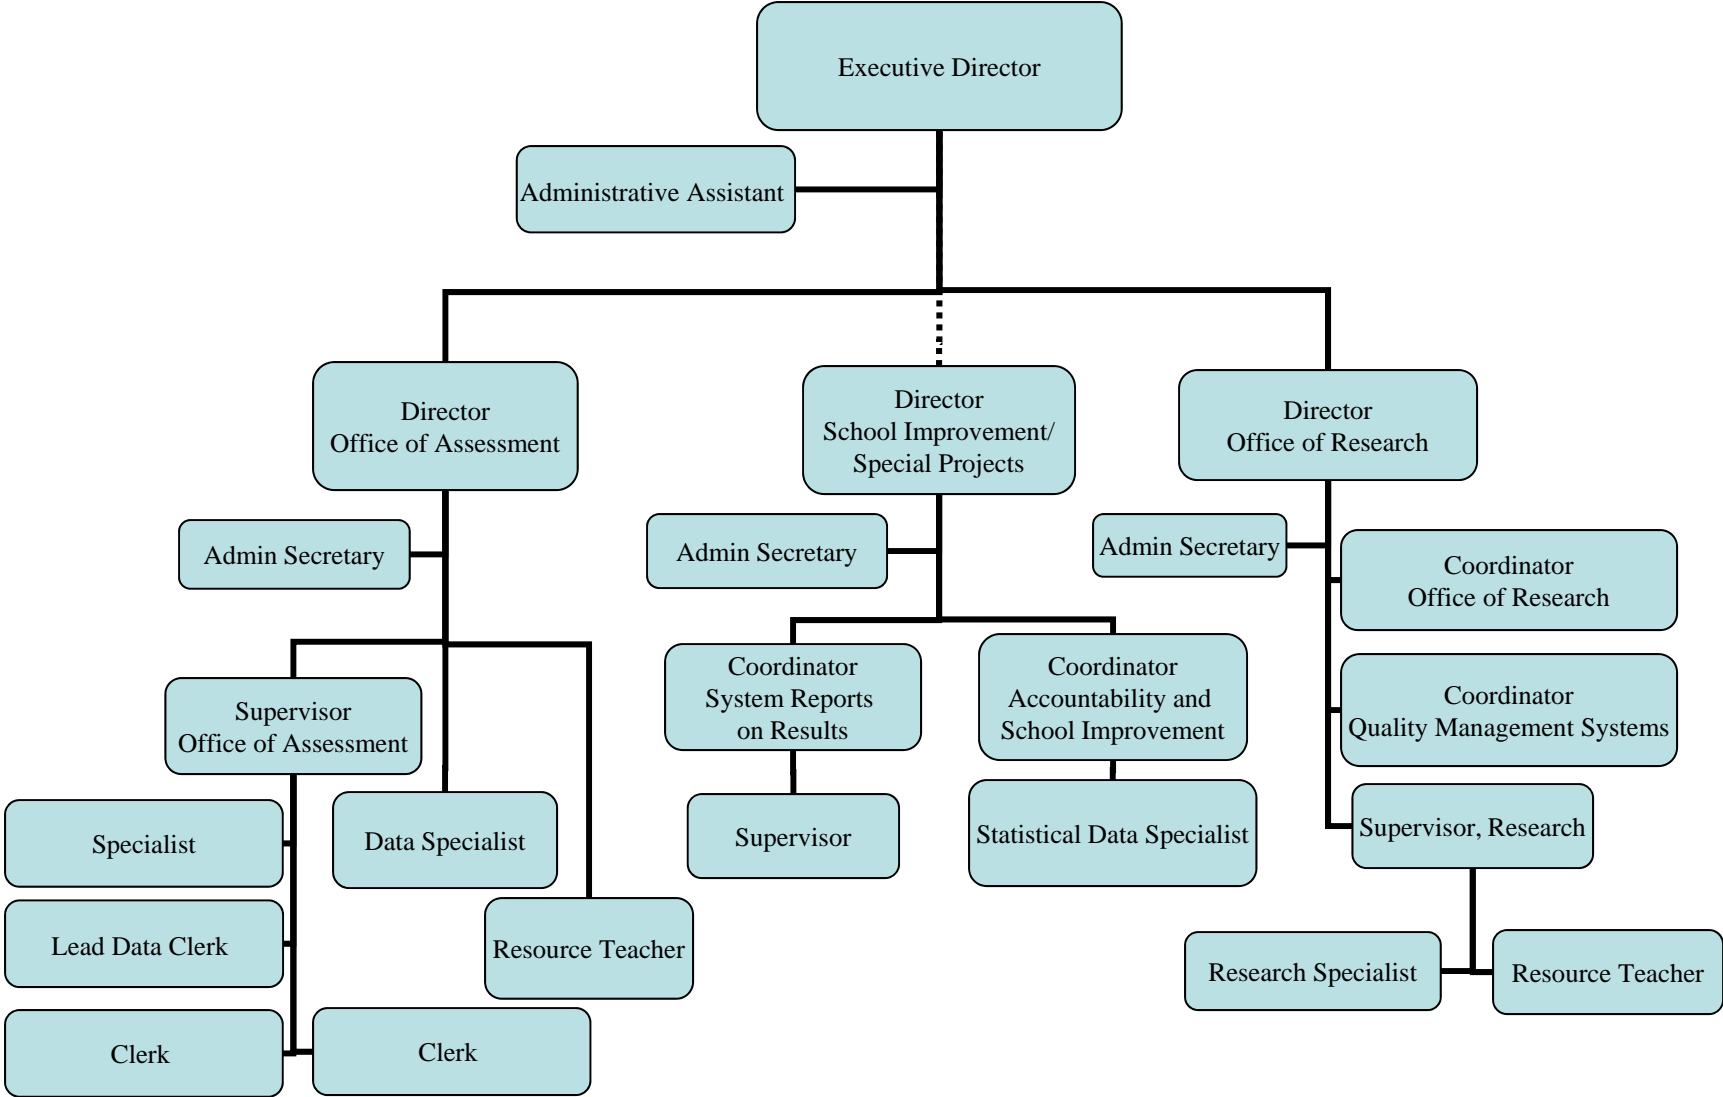 Executive Director
Administrative Assistant
Director
Office of Assessment
Director
School Improvement/
Special Projects
Director
Office of Research
Admin Secretary
Admin Secretary
Admin Secretary
Coordinator
Office of Research
Supervisor
Office of Assessment
Coordinator
System Reports
on Results
Coordinator
Accountability and
School Improvement
Coordinator
Quality Management Systems
Specialist
Data Specialist
Supervisor
Statistical Data Specialist
Supervisor, Research
Lead Data Clerk
Resource Teacher
Research Specialist
Resource Teacher
Clerk
Clerk